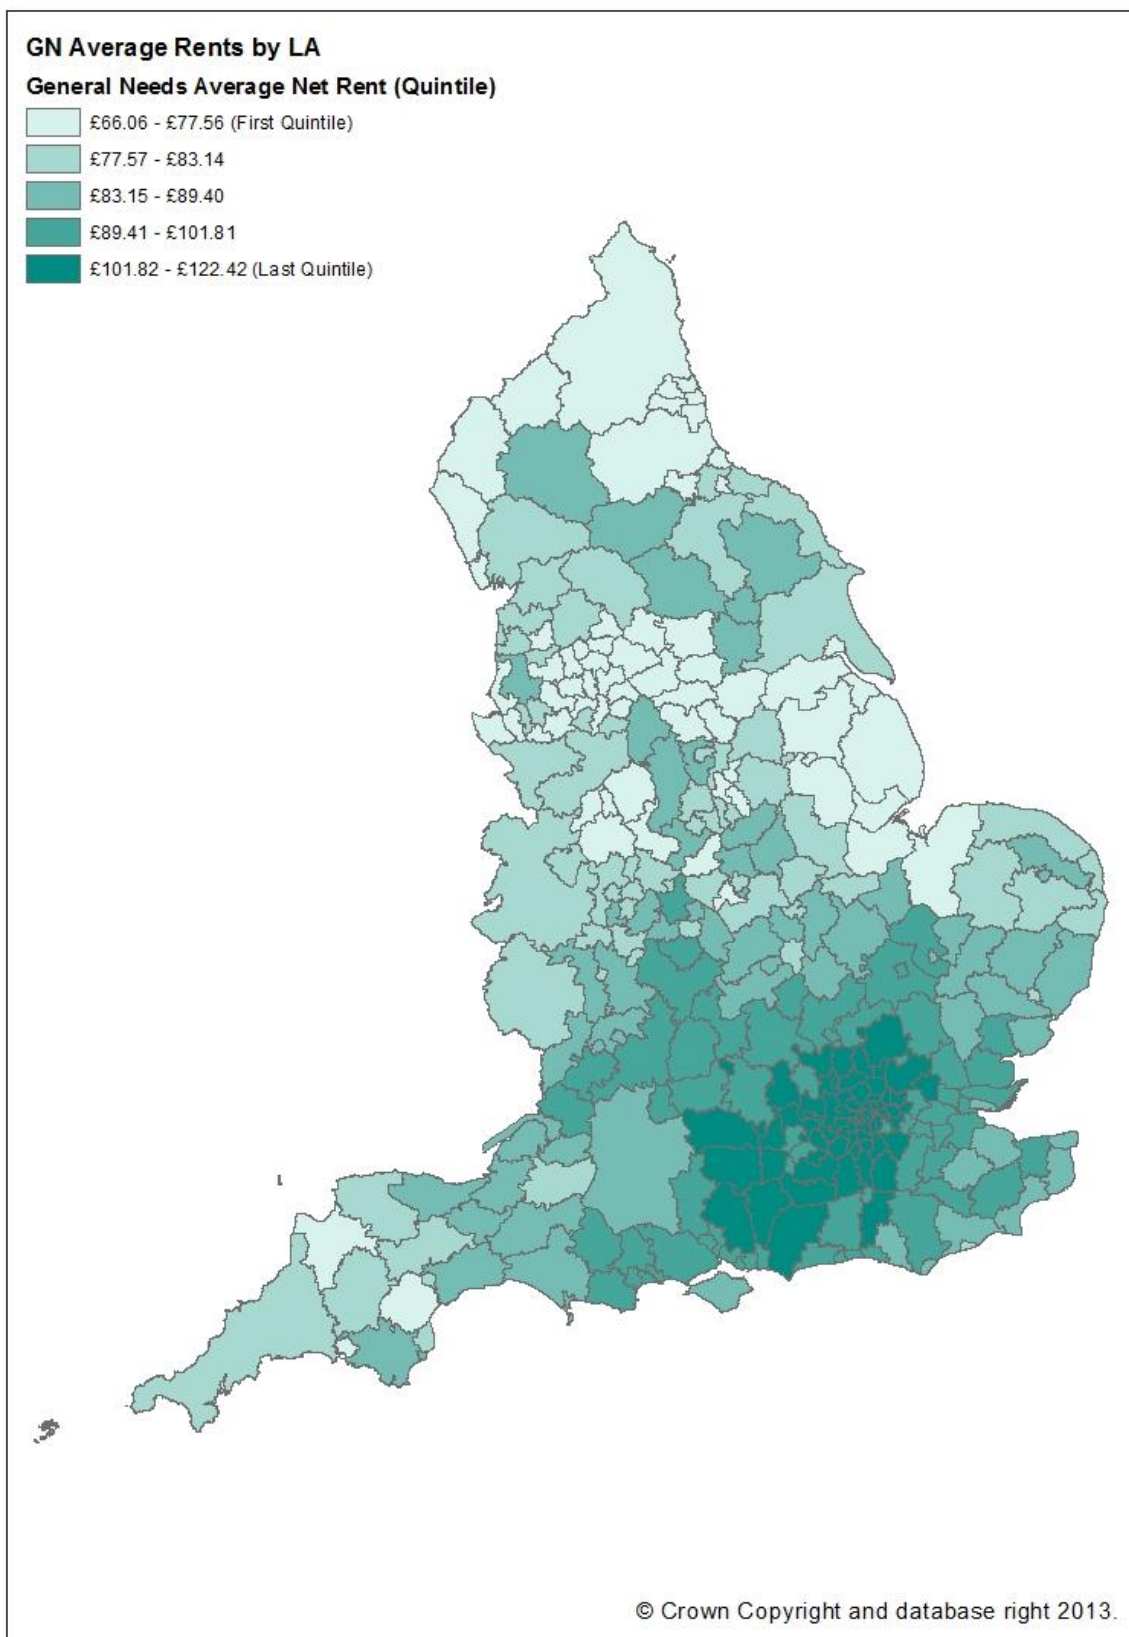 GN Average Rents by LA
General Needs Average Net Rent (Quintile)
£66.06 - £77.56 (First Quintile)
£77.57 - £83.14
£83.15 - £89.40
£89.41 - £101.81
£101.82 - £122.42 (Last Quintile)
© Crown Copyright and database right 2013.